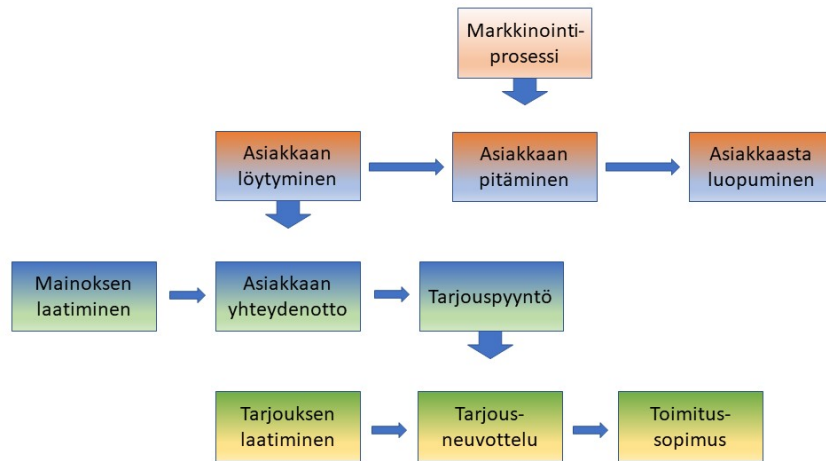 Markkinointi-
prosessi
Asiakkaan
löytyminen
Asiakkaan
pitäminen
Asiakkaasta
luopuminen
Mainoksen
laatiminen
Asiakkaan
yhteydenotto
Tarjouspyyntö
Tarjouksen
laatiminen
Tarjous-
neuvottelu
Toimitus-
sopimus